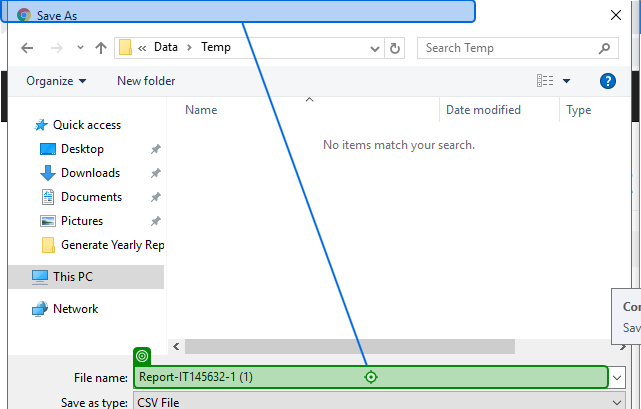 Save As
« Data > Temp
Search Temp
Organize
New folder
Quick access
Desktop
Downloads
Documents
Pictures
Generate Yearly Rep
This PC
Network
Name
Date modified
Type
No items match your search.
Con
Sav
File name: Report-IT145632-1 (1)
Save as type: CSV File